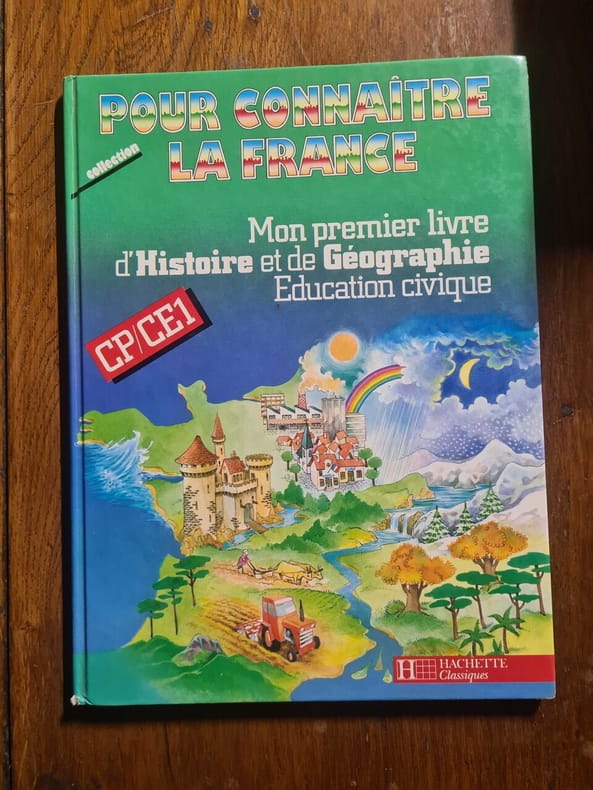 POUR CONNAÎTRE
LA FRANCE
collection
Mon premier livre
d'Histoire et de Géographie
Education civique
CP/CE1
H HACHETTE
Classiques